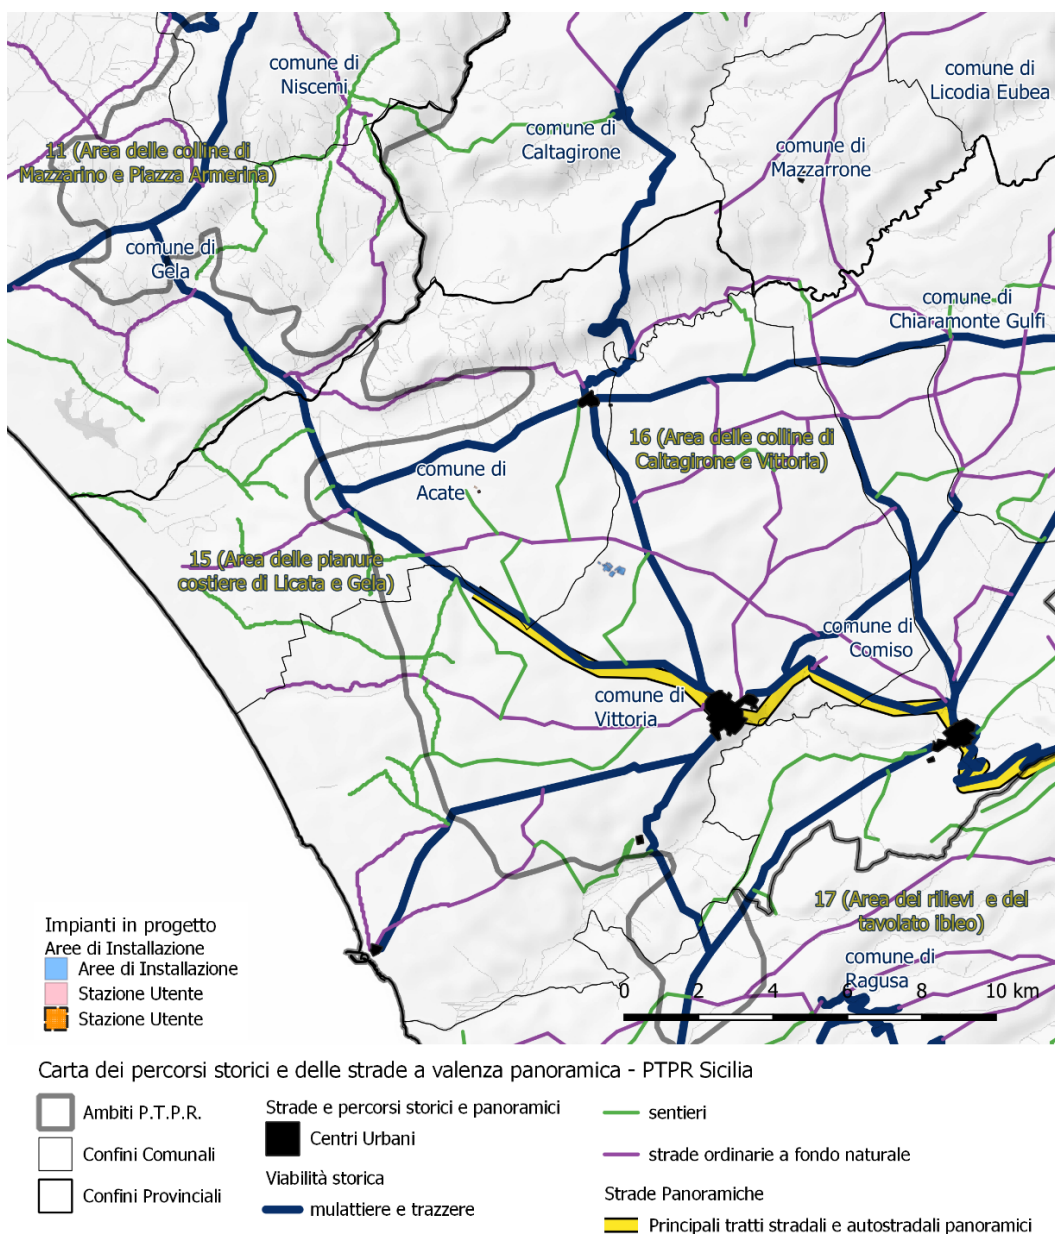 comune di
Niscemi
comune di
Licodia Eubea
comune di
Caltagirone
comune di
Mazzarrone
11 (Area delle colline di
Mazzarino e Piazza Armerina)
comune di
Gela
comune di
Chiaramonte Gulfi
16 (Area delle colline di
Caltagirone e Vittoria)
comune di
Acate
15 (Area delle pianure
costiere di Licata e Gela)
comune di
Comiso
comune di
Vittoria
17 (Area dei rilievi e del
tavolato ibleo)
comune di
Ragusa
0 2 4 6 8 10 km
Impianti in progetto
Aree di Installazione
Aree di Installazione
Stazione Utente
Stazione Utente
Carta dei percorsi storici e delle strade a valenza panoramica - PTPR Sicilia
Ambiti P.T.P.R.
Confini Comunali
Confini Provinciali
Strade e percorsi storici e panoramici
Centri Urbani
Viabilità storica
mulattiere e trazzere
sentieri
strade ordinarie a fondo naturale
Strade Panoramiche
Principali tratti stradali e autostradali panoramici